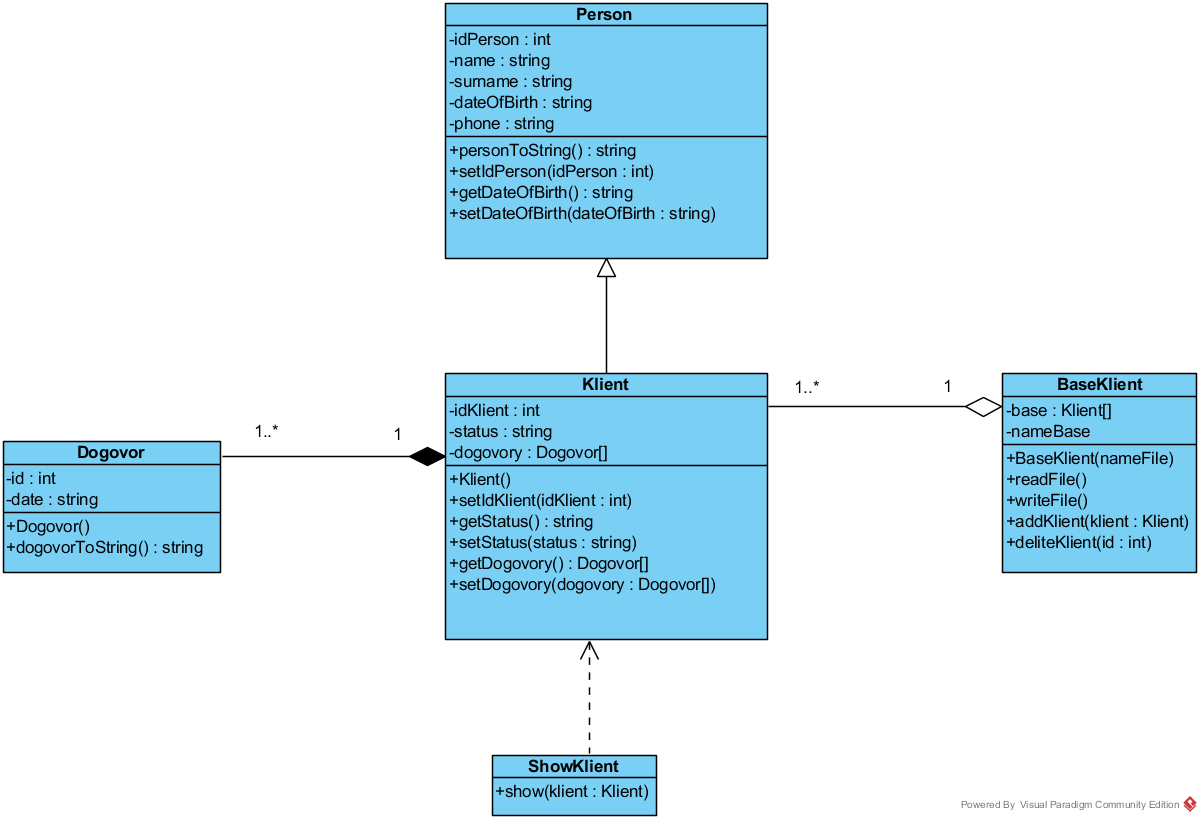 Person
-idPerson : int
-name : string
-surname : string
-dateOfBirth : string
-phone : string
+personToString() : string
+setIdPerson(idPerson : int)
+getDateOfBirth() : string
+setDateOfBirth(dateOfBirth : string)
Klient
-idKlient : int
-status : string
-dogovory : Dogovor[]
+Klient()
+setIdKlient(idKlient : int)
+getStatus() : string
+setStatus(status : string)
+getDogovory() : Dogovor[]
+setDogovory(dogovory : Dogovor[])
1..*
1
BaseKlient
-base : Klient[]
-nameBase
+BaseKlient(nameFile)
+readFile()
+writeFile()
+addKlient(klient : Klient)
+deliteKlient(id : int)
1..*
1
Dogovor
-id : int
-date : string
+Dogovor()
+dogovorToString() : string
ShowKlient
+show(klient : Klient)
Powered By Visual Paradigm Community Edition